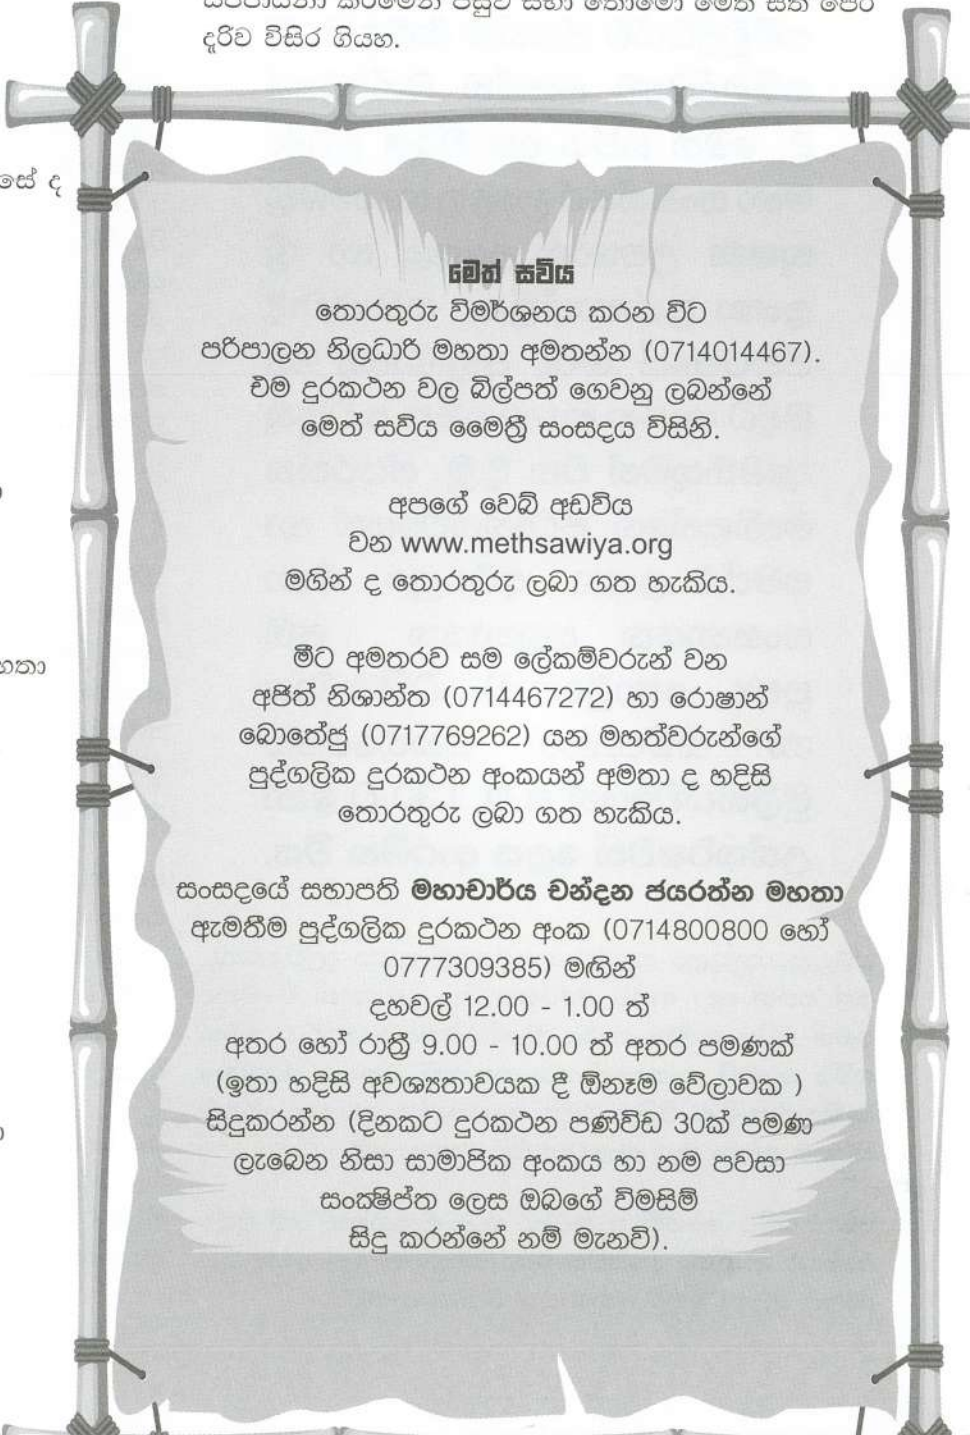 දුරිව විසිර ගියහ.
සේ ද
හතා
මෙත් සවිය
තොරතුරු විමර්ශනය කරන විට
පරිපාලන නිලධාරි මහතා අමතන්න (0714014467).
එම දුරකථන වල බිල්පත් ගෙවනු ලබන්නේ
මෙත් සවිය මෛත්‍රී සංසදය විසිනි.
අපගේ වෙබ් අඩවිය
වන www.methsawiya.org
මගින් ද තොරතුරු ලබා ගත හැකිය.
මීට අමතරව සම ලේකම්වරුන් වන
අජිත් නිශාන්ත (0714467272) හා රොෂාන්
බොතේජු (0717769262) යන මහත්වරුන්ගේ
පුද්ගලික දුරකථන අංකයන් අමතා ද හදිසි
තොරතුරු ලබා ගත හැකිය.
සංසදයේ සභාපති මහාචාර්ය චන්දන ජයරත්න මහතා
ඇමතීම පුද්ගලික දුරකථන අංක (0714800800 හෝ
0777309385) මඟින්
දහවල් 12.00 - 1.00 ත්
අතර හෝ රාත්‍රී 9.00 - 10.00 ත් අතර පමණක්
(ඉතා හදිසි අවශ්‍යතාවයක දී ඕනෑම වේලාවක )
සිදුකරන්න (දිනකට දුරකථන පණිවිඩ 30ක් පමණ
ලැබෙන නිසා සාමාජික අංකය හා නම පවසා
සංක්ෂිප්ත ලෙස ඔබගේ විමසිම්
සිදු කරන්නේ නම් මැනවි).